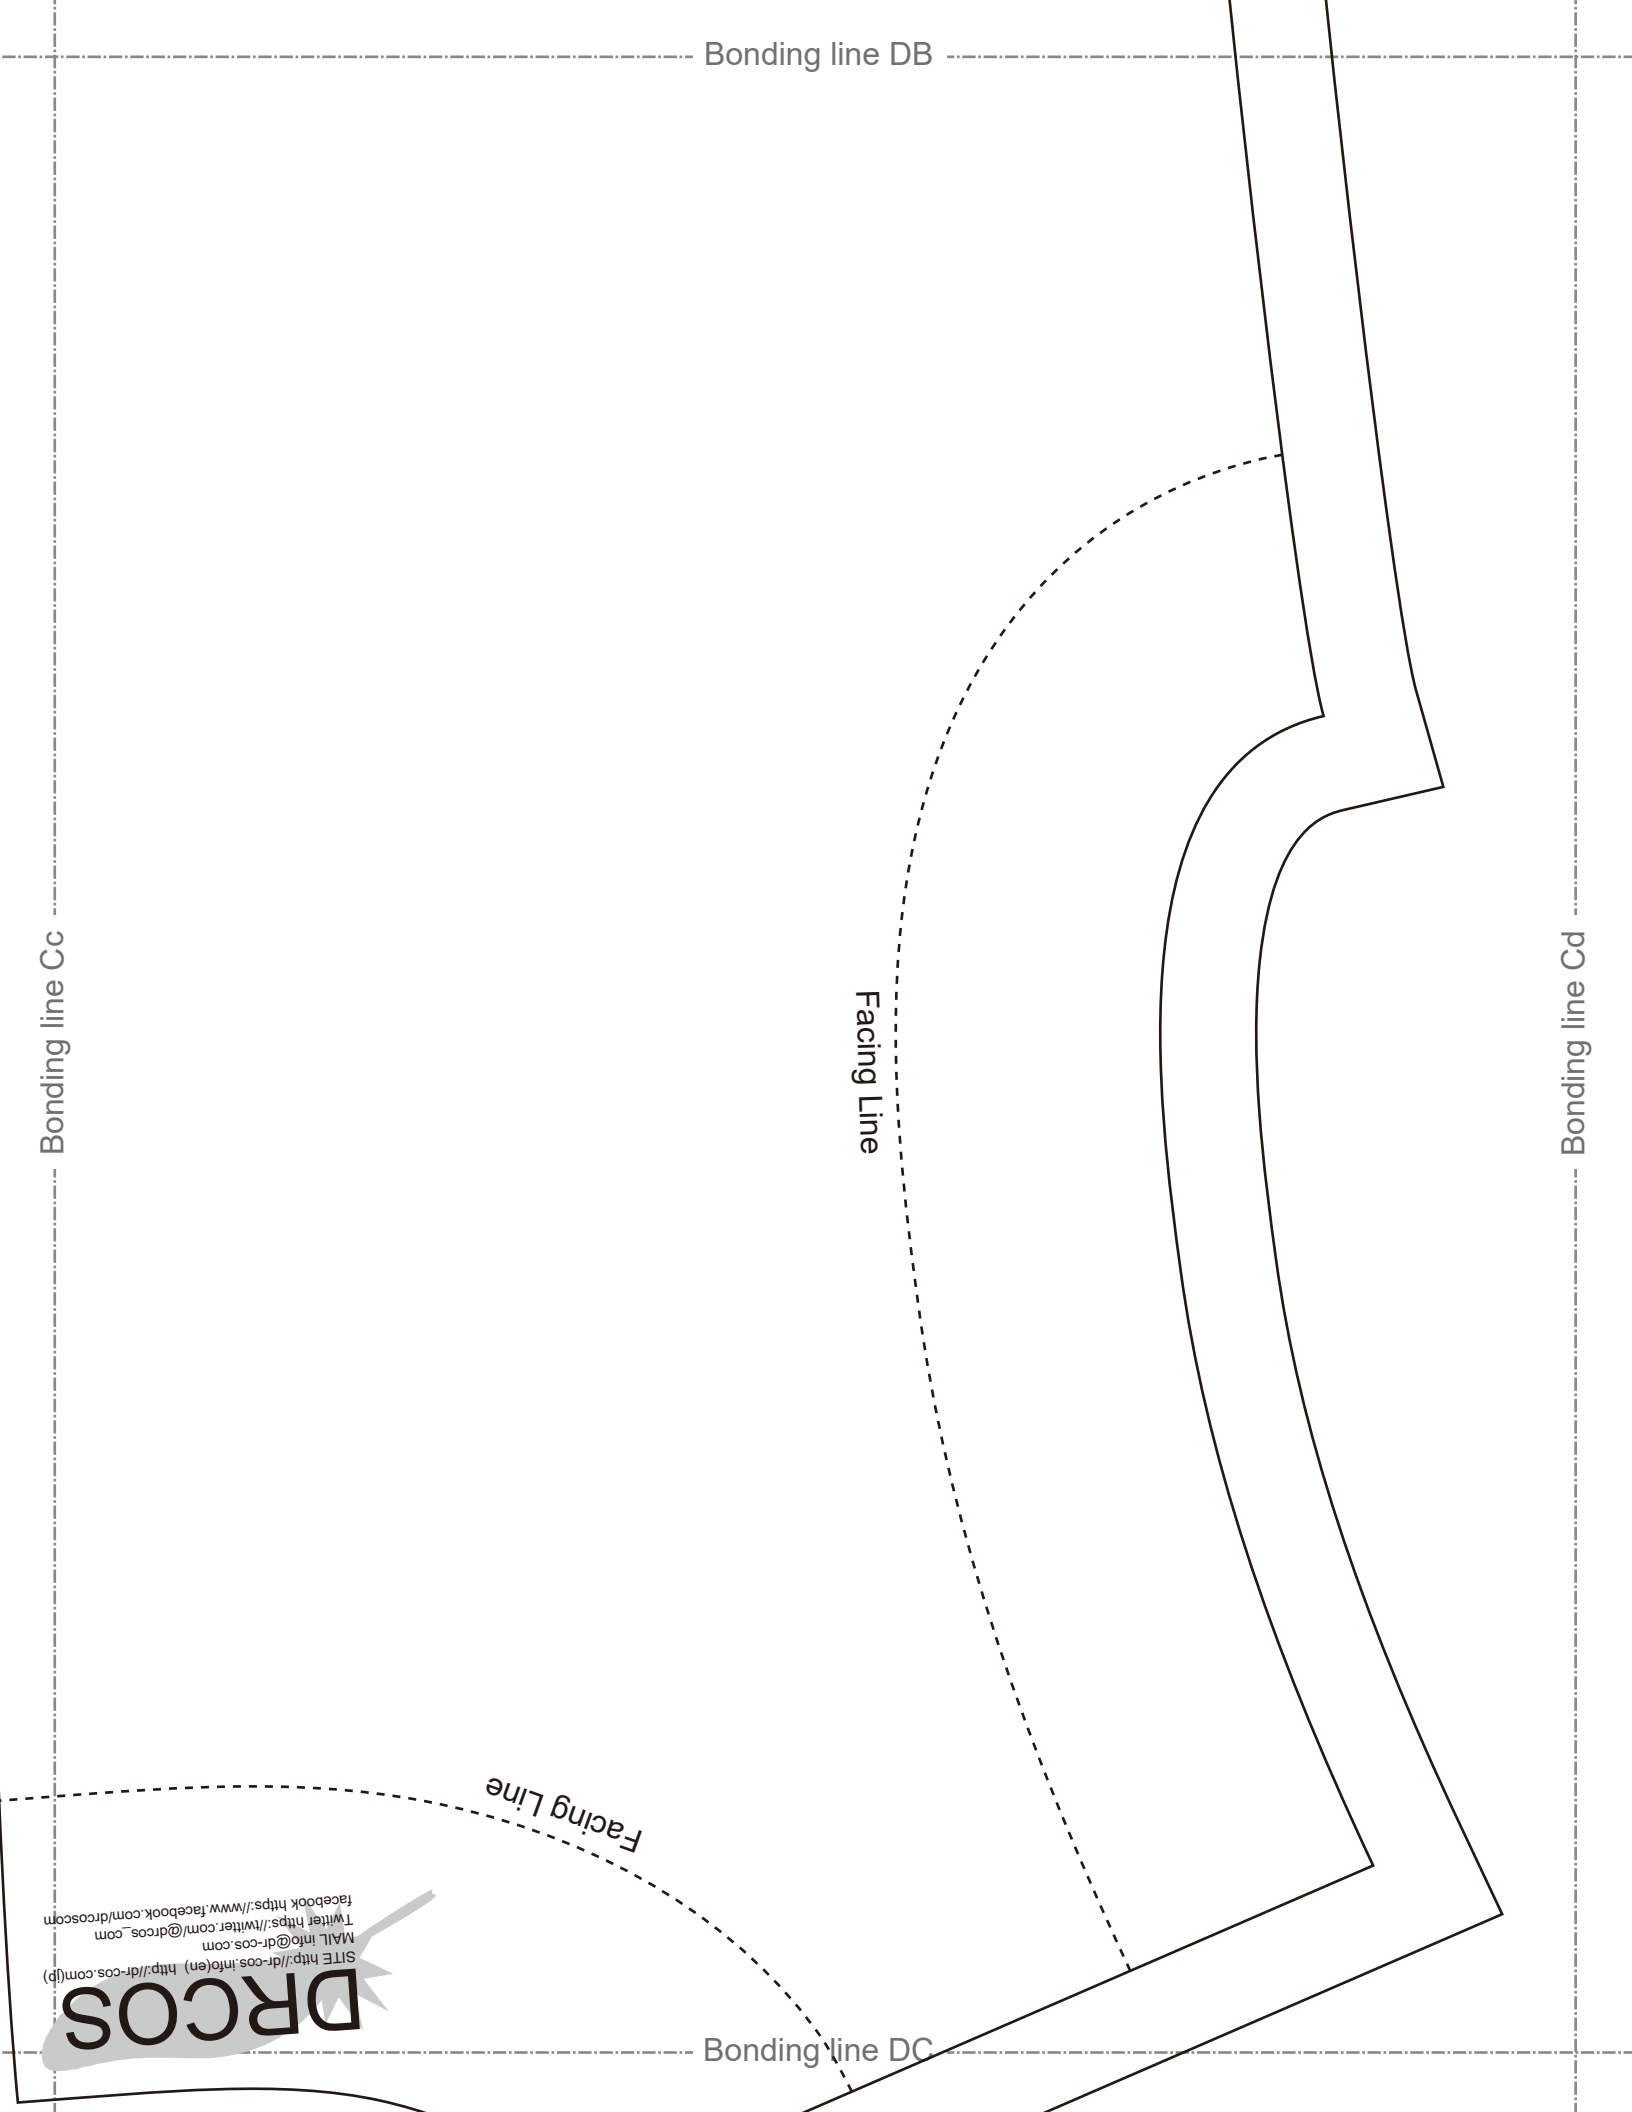 Bonding line DB
Bonding line Cc
Facing Line
Bonding line Cd
Facing Line
DRCOS
SITE http://dr-cos.info(en)  http://dr-cos.com(jp)
MAIL info@dr-cos.com
Twitter https://twitter.com/@drcos_com
facebook https://www.facebook.com/drcoscom
Bonding line DC